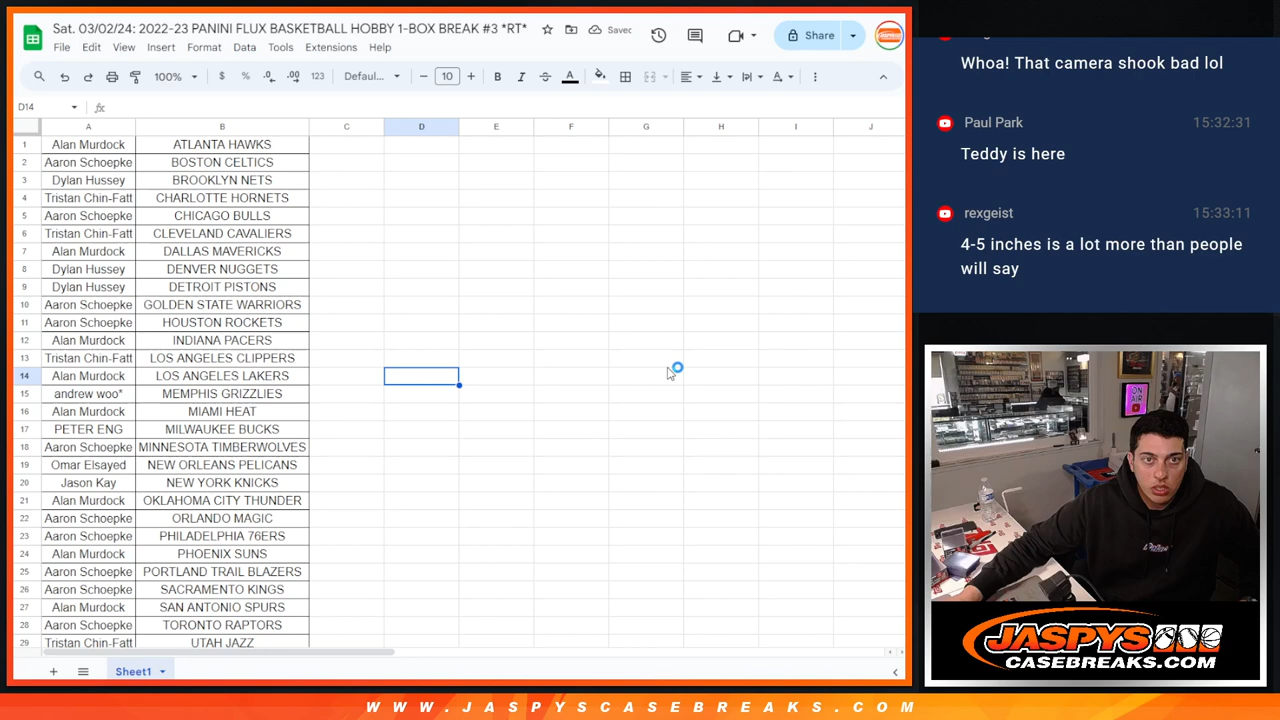 Sat. 03/02/24: 2022-23 PANINI FLUX BASKETBALL HOBBY 1-BOX BREAK #3 *RT*
File Edit View Insert Format Data Tools Extensions Help
Share
100% $ % .0 .00 123 Defaul... 10 B I A
D14 fx
A B C D E F G H I J
1 Alan Murdock ATLANTA HAWKS
2 Aaron Schoepke BOSTON CELTICS
3 Dylan Hussey BROOKLYN NETS
4 Tristan Chin-Fatt CHARLOTTE HORNETS
5 Aaron Schoepke CHICAGO BULLS
6 Tristan Chin-Fatt CLEVELAND CAVALIERS
7 Alan Murdock DALLAS MAVERICKS
8 Dylan Hussey DENVER NUGGETS
9 Dylan Hussey DETROIT PISTONS
10 Aaron Schoepke GOLDEN STATE WARRIORS
11 Aaron Schoepke HOUSTON ROCKETS
12 Alan Murdock INDIANA PACERS
13 Tristan Chin-Fatt LOS ANGELES CLIPPERS
14 Alan Murdock LOS ANGELES LAKERS
15 andrew woo* MEMPHIS GRIZZLIES
16 Alan Murdock MIAMI HEAT
17 PETER ENG MILWAUKEE BUCKS
18 Aaron Schoepke MINNESOTA TIMBERWOLVES
19 Omar Elsayed NEW ORLEANS PELICANS
20 Jason Kay NEW YORK KNICKS
21 Alan Murdock OKLAHOMA CITY THUNDER
22 Aaron Schoepke ORLANDO MAGIC
23 Aaron Schoepke PHILADELPHIA 76ERS
24 Alan Murdock PHOENIX SUNS
25 Aaron Schoepke PORTLAND TRAIL BLAZERS
26 Aaron Schoepke SACRAMENTO KINGS
27 Alan Murdock SAN ANTONIO SPURS
28 Aaron Schoepke TORONTO RAPTORS
29 Tristan Chin-Fatt UTAH JAZZ
Sheet1
Whoa! That camera shook bad lol
Paul Park 15:32:31
Teddy is here
rexgeist 15:33:11
4-5 inches is a lot more than people
will say
ON AIR
JASPYS
CASEBREAKS.COM
WWW.JASPYSCASEBREAKS.COM